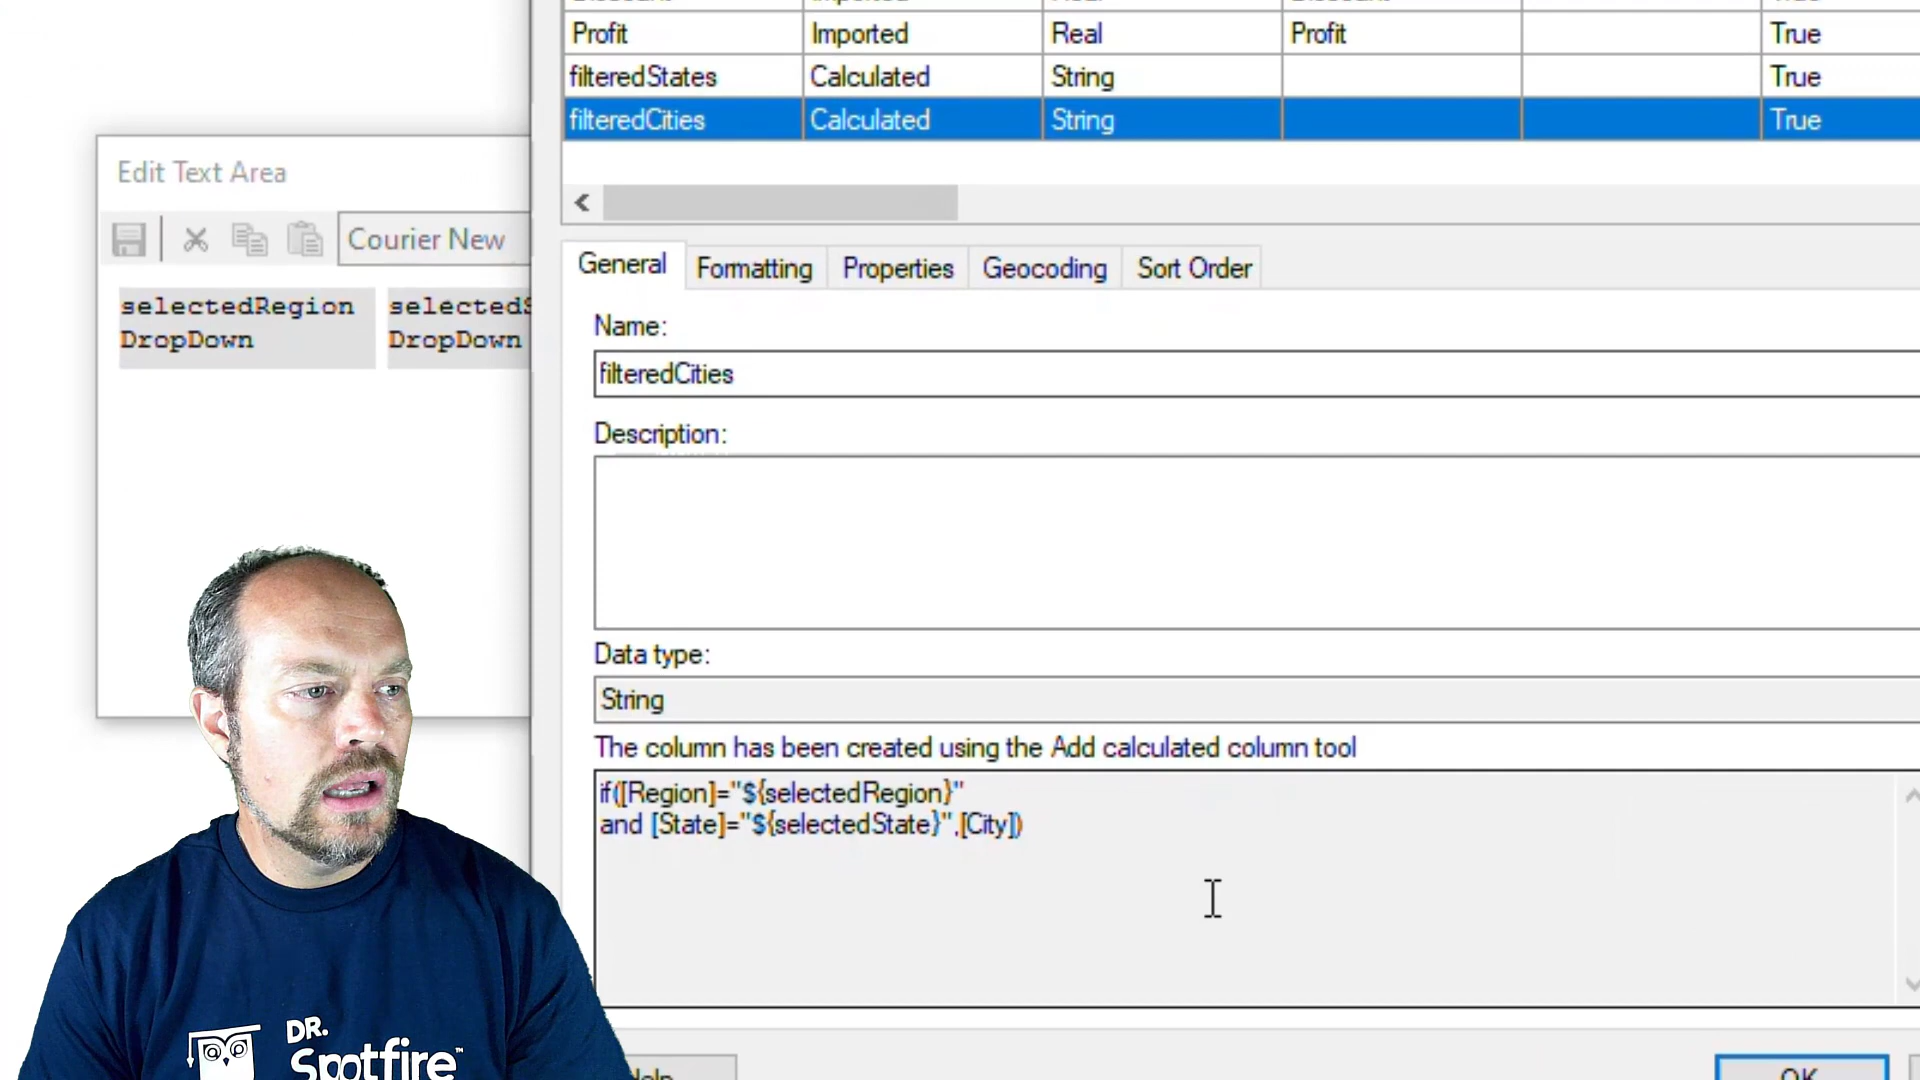 Profit Imported Real Profit True
filteredStates Calculated String True
filteredCities Calculated String True
Edit Text Area
Courier New
selectedRegion
DropDown
DropDown
General Formatting Properties Geocoding Sort Order
Name:
filteredCities
Description:
Data type:
String
The column has been created using the Add calculated column tool
if([Region]="${selectedRegion}"
and [State]="${selectedState}",[City])
DR.
Spotfire™
OK